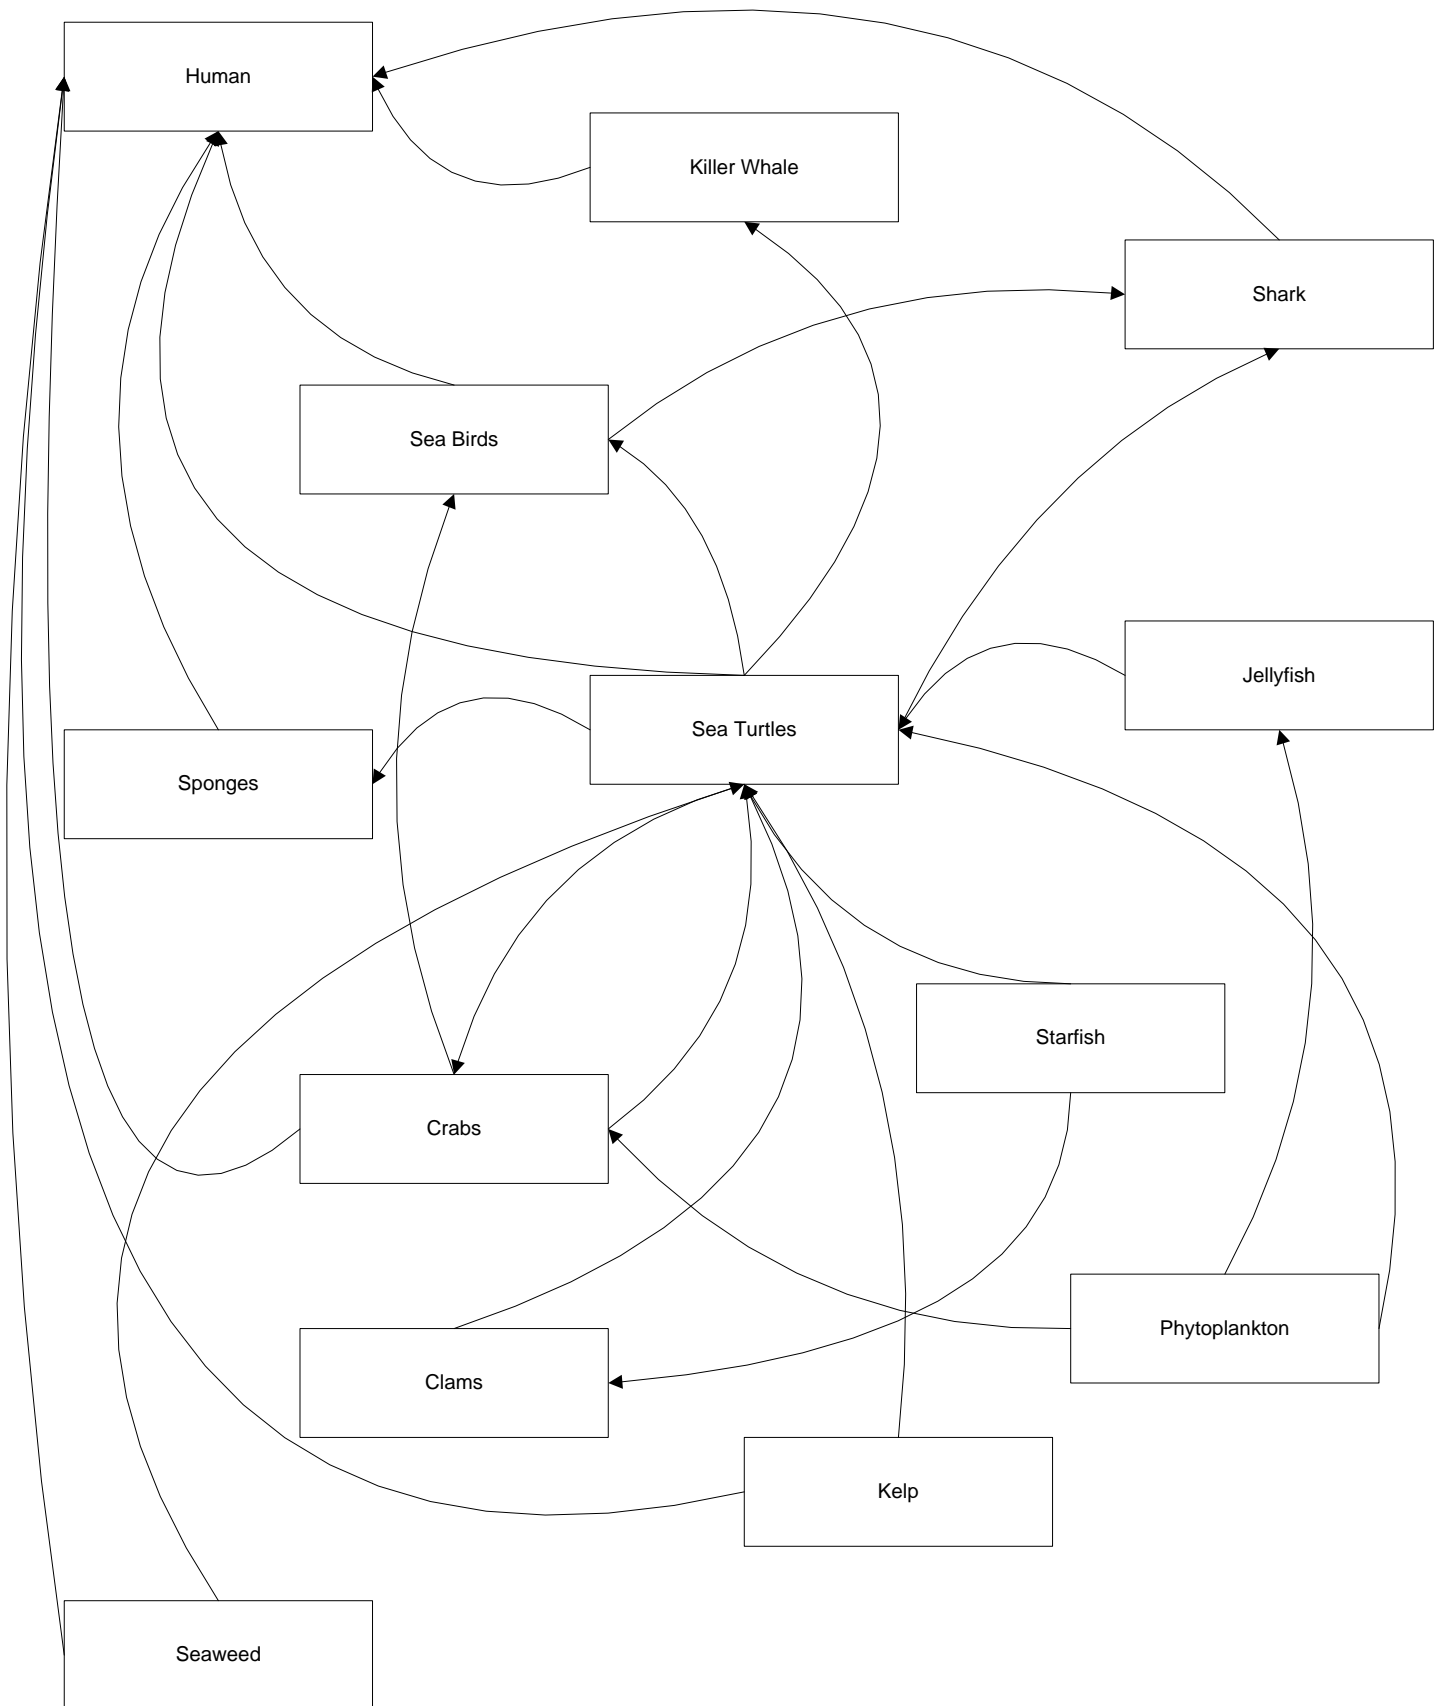 Human
Killer Whale
Shark
Sea Birds
Jellyfish
Sea Turtles
Sponges
Starfish
Crabs
Phytoplankton
Clams
Kelp
Seaweed